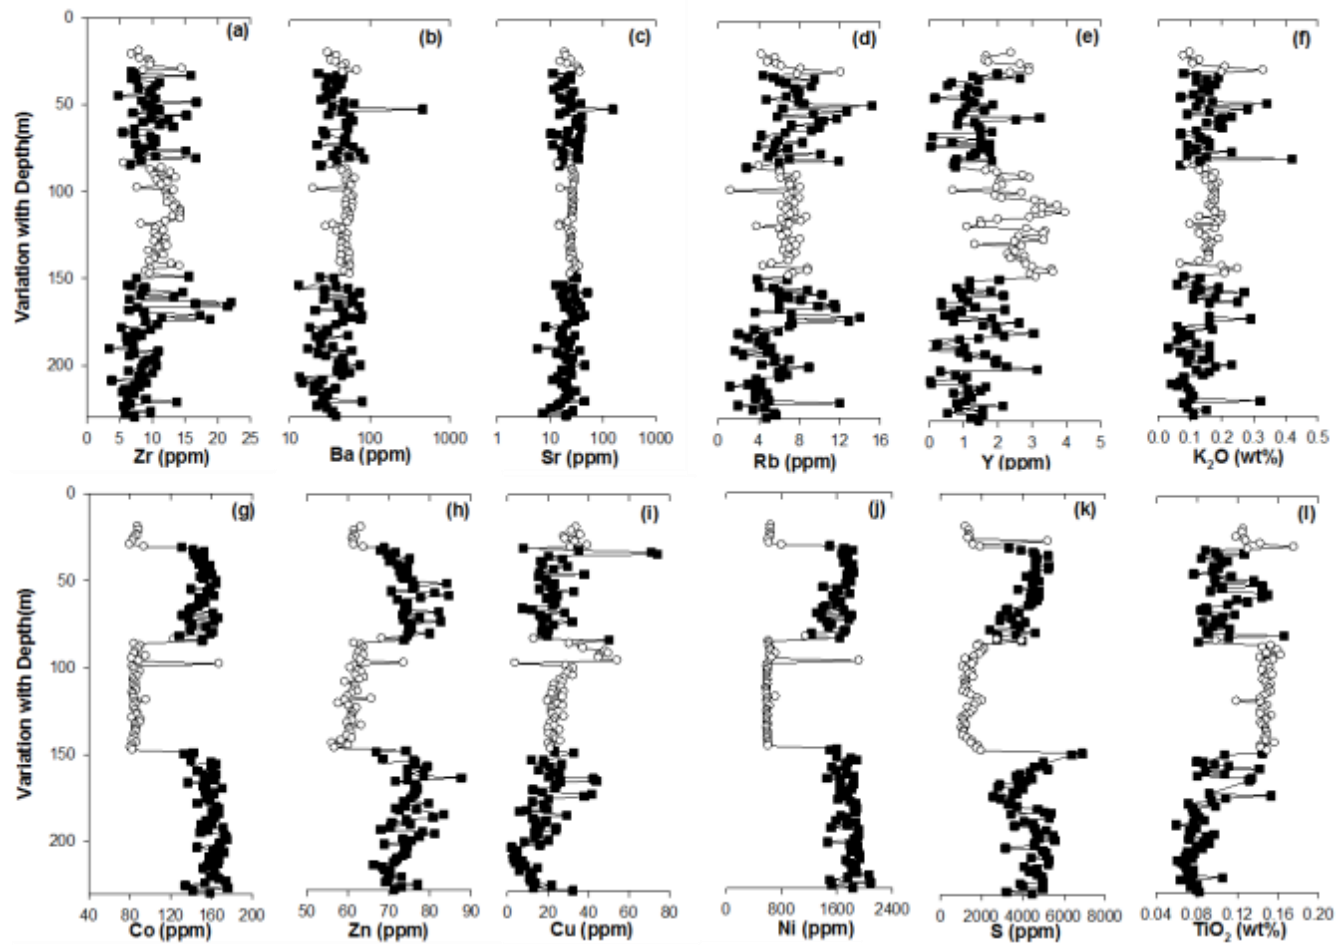 0 (a) (b) (c) (d) (e) (f)
50
100
150
200
Variation with Depth(m)
0 5 10 15 20 25 10 100 1000 1 10 100 1000 0 4 8 12 16 0 1 2 3 4 5 0.0 0.1 0.2 0.3 0.4 0.5
Zr (ppm) Ba (ppm) Sr (ppm) Rb (ppm) Y (ppm) K₂O (wt%)
0 (g) (h) (i) (j) (k) (l)
50
100
150
200
Variation with Depth(m)
40 80 120 160 200 50 60 70 80 90 0 20 40 60 80 0 800 1600 2400 0 2000 4000 6000 8000 0.04 0.08 0.12 0.16 0.20
Co (ppm) Zn (ppm) Cu (ppm) Ni (ppm) S (ppm) TiO₂ (wt%)